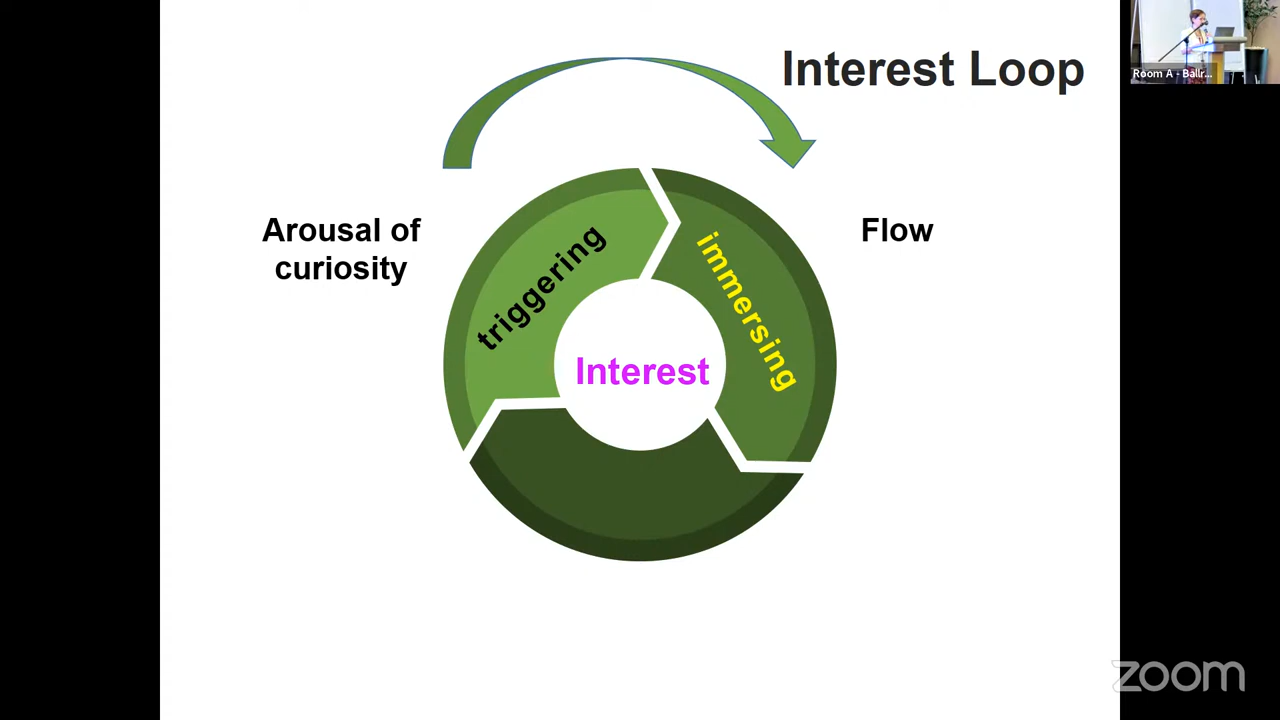 Interest Loop
Room A - Ballr...
Arousal of
curiosity
Flow
triggering
immersing
Interest
zoom